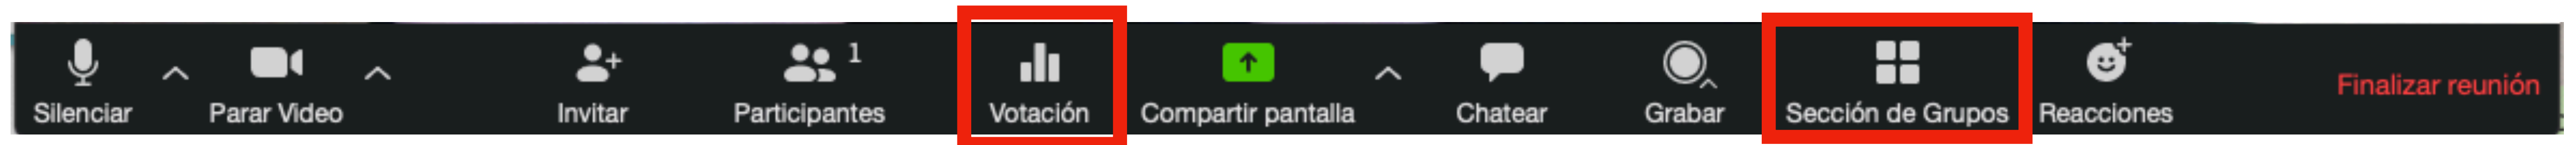 Silenciar
Parar Video
Invitar
1
Participantes
Votación
Compartir pantalla
Chatear
Grabar
Sección de Grupos
Reacciones
Finalizar reunión